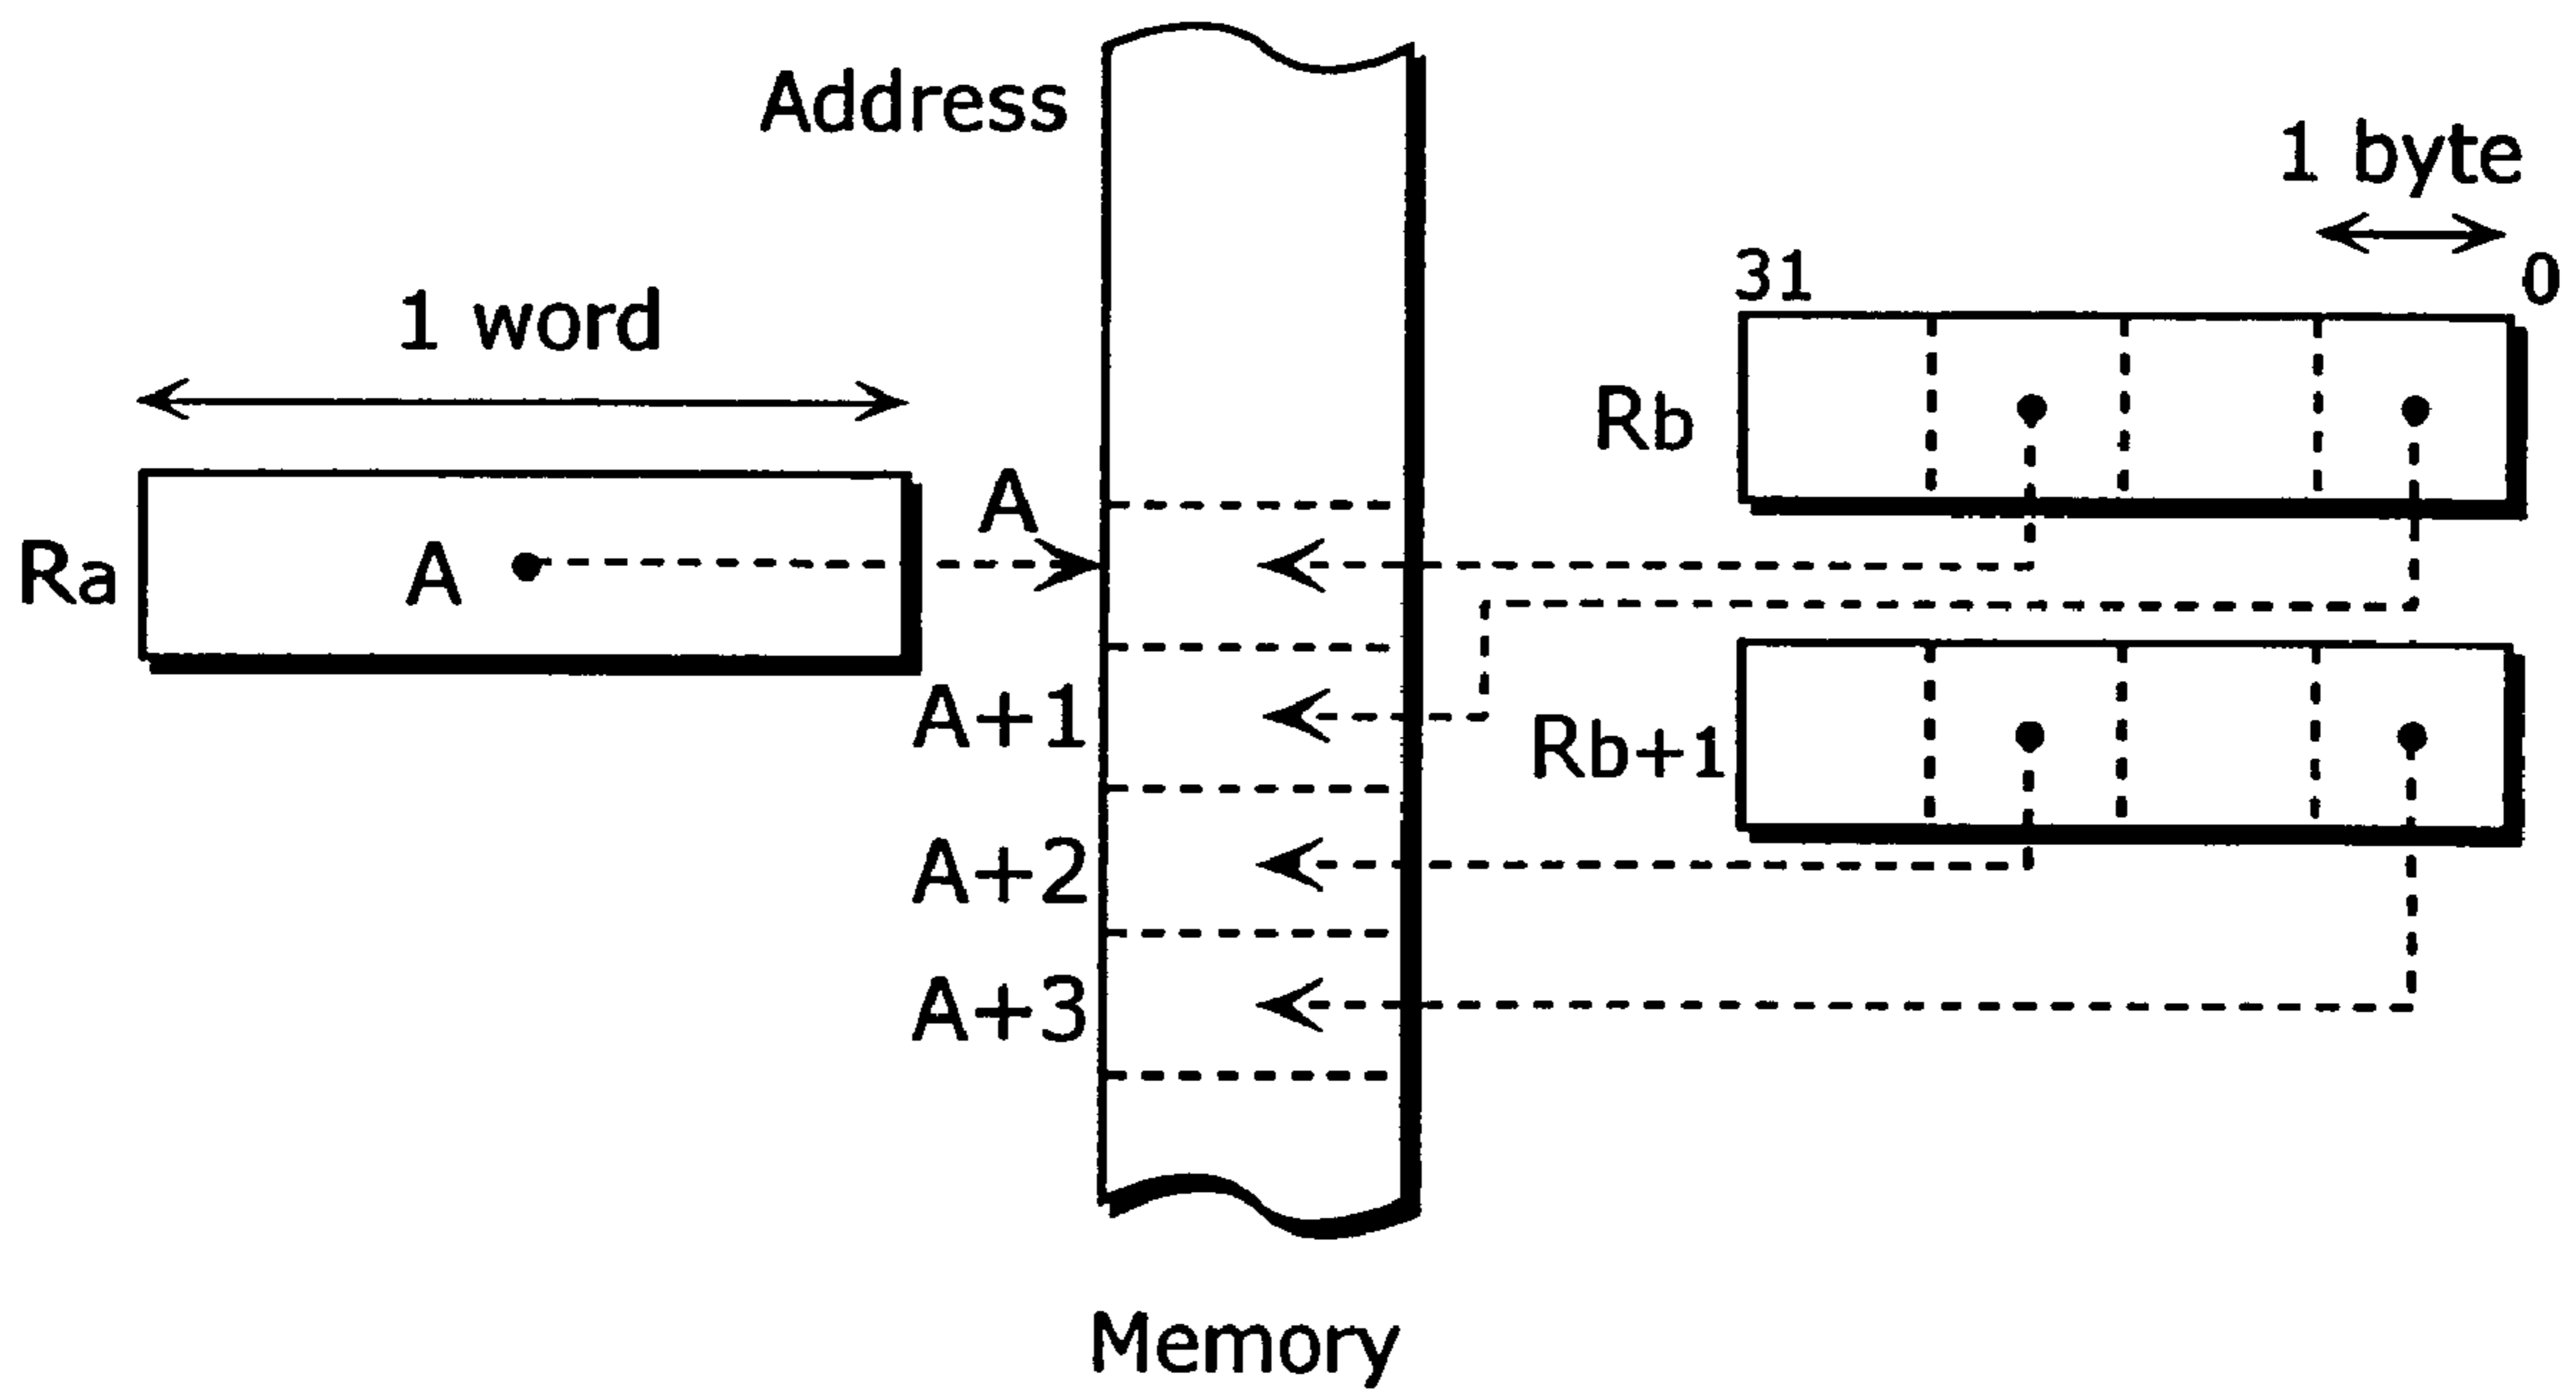 Address
1 byte
31
0
1 word
Rb
A
Ra
A
A+1
Rb+1
A+2
A+3
Memory